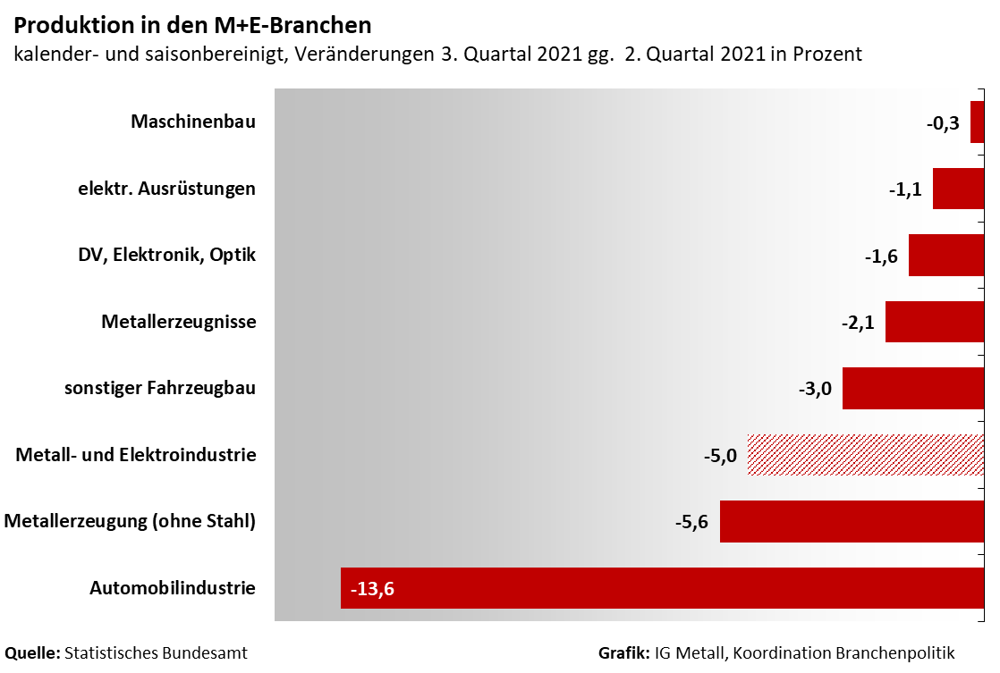 Produktion in den M+E-Branchen
kalender- und saisonbereinigt, Veränderungen 3. Quartal 2021 gg. 2. Quartal 2021 in Prozent
Maschinenbau -0,3
elektr. Ausrüstungen -1,1
DV, Elektronik, Optik -1,6
Metallerzeugnisse -2,1
sonstiger Fahrzeugbau -3,0
Metall- und Elektroindustrie -5,0
Metallerzeugung (ohne Stahl) -5,6
Automobilindustrie -13,6
Quelle: Statistisches Bundesamt Grafik: IG Metall, Koordination Branchenpolitik